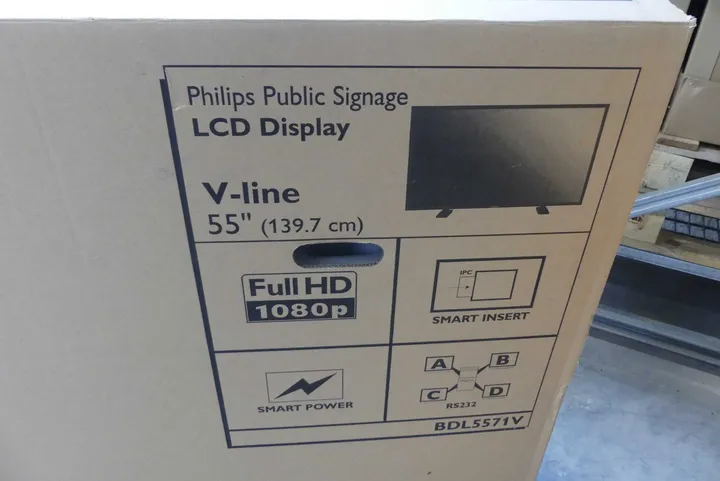 Philips Public Signage
LCD Display
V-line
55" (139.7 cm)
Full HD
1080p
IPC
SMART INSERT
SMART POWER
A
B
C
D
RS232
BDL5571V